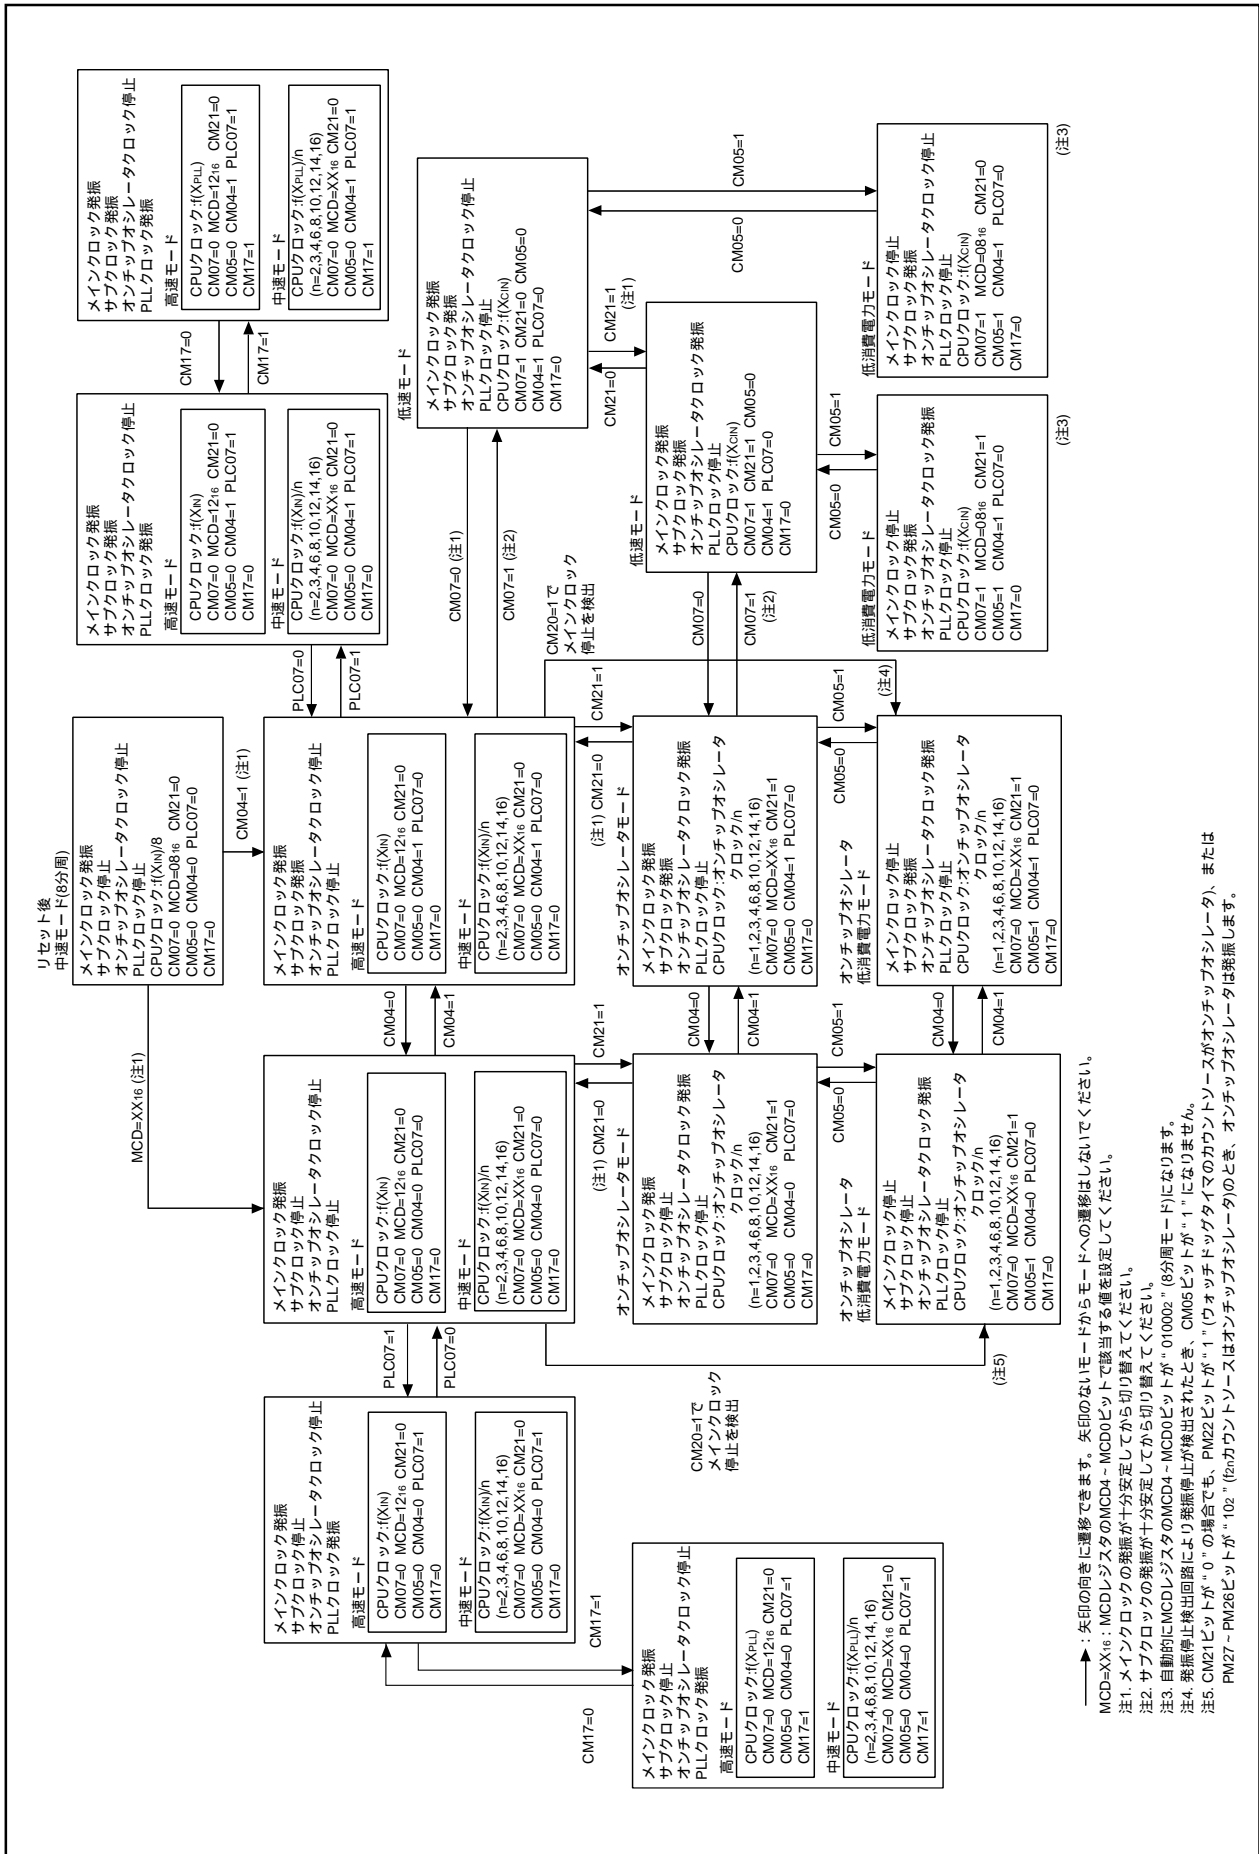 リセット後
中速モード(8分周)
メインクロック発振
サブクロック停止
オンチップオシレータクロック停止
PLLクロック停止
CPUクロック:f(XIN)/8
CM07=0 MCD=0816 CM21=0
CM05=0 CM04=0 PLC07=0
CM17=0
MCD=XX16 (注1)
CM04=1 (注1)
メインクロック発振
サブクロック停止
オンチップオシレータクロック停止
PLLクロック発振
高速モード
CPUクロック:f(XIN)
CM07=0 MCD=1216 CM21=0
CM05=0 CM04=0 PLC07=1
CM17=0
中速モード
CPUクロック:f(XIN)/n
(n=2,3,4,6,8,10,12,14,16)
CM07=0 MCD=XX16 CM21=0
CM05=0 CM04=0 PLC07=1
CM17=0
PLC07=1
PLC07=0
メインクロック発振
サブクロック停止
オンチップオシレータクロック停止
PLLクロック停止
高速モード
CPUクロック:f(XIN)
CM07=0 MCD=1216 CM21=0
CM05=0 CM04=0 PLC07=0
CM17=0
中速モード
CPUクロック:f(XIN)/n
(n=2,3,4,6,8,10,12,14,16)
CM07=0 MCD=XX16 CM21=0
CM05=0 CM04=0 PLC07=0
CM17=0
CM04=0
CM04=1
メインクロック発振
サブクロック発振
オンチップオシレータクロック停止
PLLクロック停止
高速モード
CPUクロック:f(XIN)
CM07=0 MCD=1216 CM21=0
CM05=0 CM04=1 PLC07=0
CM17=0
中速モード
CPUクロック:f(XIN)/n
(n=2,3,4,6,8,10,12,14,16)
CM07=0 MCD=XX16 CM21=0
CM05=0 CM04=1 PLC07=0
CM17=0
PLC07=0
PLC07=1
メインクロック発振
サブクロック発振
オンチップオシレータクロック停止
PLLクロック発振
高速モード
CPUクロック:f(XIN)
CM07=0 MCD=1216 CM21=0
CM05=0 CM04=1 PLC07=1
CM17=0
中速モード
CPUクロック:f(XIN)/n
(n=2,3,4,6,8,10,12,14,16)
CM07=0 MCD=XX16 CM21=0
CM05=0 CM04=1 PLC07=1
CM17=0
CM17=0
CM17=1
メインクロック発振
サブクロック発振
オンチップオシレータクロック停止
PLLクロック発振
高速モード
CPUクロック:f(XPLL)
CM07=0 MCD=1216 CM21=0
CM05=0 CM04=1 PLC07=1
CM17=1
中速モード
CPUクロック:f(XPLL)/n
(n=2,3,4,6,8,10,12,14,16)
CM07=0 MCD=XX16 CM21=0
CM05=0 CM04=1 PLC07=1
CM17=1
CM07=0 (注1)
CM07=1 (注2)
CM20=1で
メインクロック
停止を検出
低速モード
メインクロック発振
サブクロック発振
オンチップオシレータクロック停止
PLLクロック停止
CPUクロック:f(XCIN)
CM07=1 CM21=0 CM05=0
CM04=1 PLC07=0
CM17=0
CM17=0
CM17=1
CM21=1
(注1) CM21=0
CM21=1
(注1) CM21=0
CM21=0
CM21=1
(注1)
メインクロック発振
サブクロック停止
オンチップオシレータクロック停止
PLLクロック発振
高速モード
CPUクロック:f(XPLL)
CM07=0 MCD=1216 CM21=0
CM05=0 CM04=0 PLC07=1
CM17=1
中速モード
CPUクロック:f(XPLL)/n
(n=2,3,4,6,8,10,12,14,16)
CM07=0 MCD=XX16 CM21=0
CM05=0 CM04=0 PLC07=1
CM17=1
CM20=1で
メインクロック
停止を検出
オンチップオシレータモード
メインクロック発振
サブクロック停止
オンチップオシレータクロック発振
PLLクロック停止
CPUクロック:オンチップオシレータ
クロック/n
(n=1,2,3,4,6,8,10,12,14,16)
CM07=0 MCD=XX16 CM21=1
CM05=0 CM04=0 PLC07=0
CM17=0
CM04=0
CM04=1
オンチップオシレータモード
メインクロック発振
サブクロック発振
オンチップオシレータクロック発振
PLLクロック停止
CPUクロック:オンチップオシレータ
クロック/n
(n=1,2,3,4,6,8,10,12,14,16)
CM07=0 MCD=XX16 CM21=1
CM05=0 CM04=1 PLC07=0
CM17=0
CM07=0
CM07=1
(注2)
低速モード
メインクロック発振
サブクロック発振
オンチップオシレータクロック発振
PLLクロック停止
CPUクロック:f(XCIN)
CM07=1 CM21=1 CM05=0
CM04=1 PLC07=0
CM17=0
CM05=0
CM05=1
CM05=0
CM05=1
CM05=0
CM05=1
CM05=0
CM05=1
(注5)
オンチップオシレータ
低消費電力モード
メインクロック停止
サブクロック停止
オンチップオシレータクロック発振
PLLクロック停止
CPUクロック:オンチップオシレータ
クロック/n
(n=1,2,3,4,6,8,10,12,14,16)
CM07=0 MCD=XX16 CM21=1
CM05=1 CM04=0 PLC07=0
CM17=0
CM04=0
CM04=1
(注4)
オンチップオシレータ
低消費電力モード
メインクロック停止
サブクロック発振
オンチップオシレータクロック発振
PLLクロック停止
CPUクロック:オンチップオシレータ
クロック/n
(n=1,2,3,4,6,8,10,12,14,16)
CM07=0 MCD=XX16 CM21=1
CM05=1 CM04=1 PLC07=0
CM17=0
低消費電力モード
メインクロック停止
サブクロック発振
オンチップオシレータクロック発振
PLLクロック停止
CPUクロック:f(XCIN)
CM07=1 MCD=0816 CM21=1
CM05=1 CM04=1 PLC07=0
CM17=0
(注3)
低消費電力モード
メインクロック停止
サブクロック発振
オンチップオシレータクロック停止
PLLクロック停止
CPUクロック:f(XCIN)
CM07=1 MCD=0816 CM21=0
CM05=1 CM04=1 PLC07=0
CM17=0
(注3)
: 矢印の向きに遷移できます。矢印のないモードからモードへの遷移はしないでください。
MCD=XX16 : MCDレジスタのMCD4~MCD0ビットで該当する値を設定してください。
注1. メインクロックの発振が十分安定してから切り替えてください。
注2. サブクロックの発振が十分安定してから切り替えてください。
注3. 自動的にMCDレジスタのMCD4~MCD0ビットが“010002”(8分周モード)になります。
注4. 発振停止検出回路により発振停止が検出されたとき、CM05ビットが“1”になりません。
注5. CM21ビットが“0”の場合でも、PM22ビットが“1”(ウォッチドッグタイマのカウントソースがオンチップオシレータ)、または
PM27~PM26ビットが“102”(f2nカウントソースはオンチップオシレータ)のとき、オンチップオシレータは発振します。